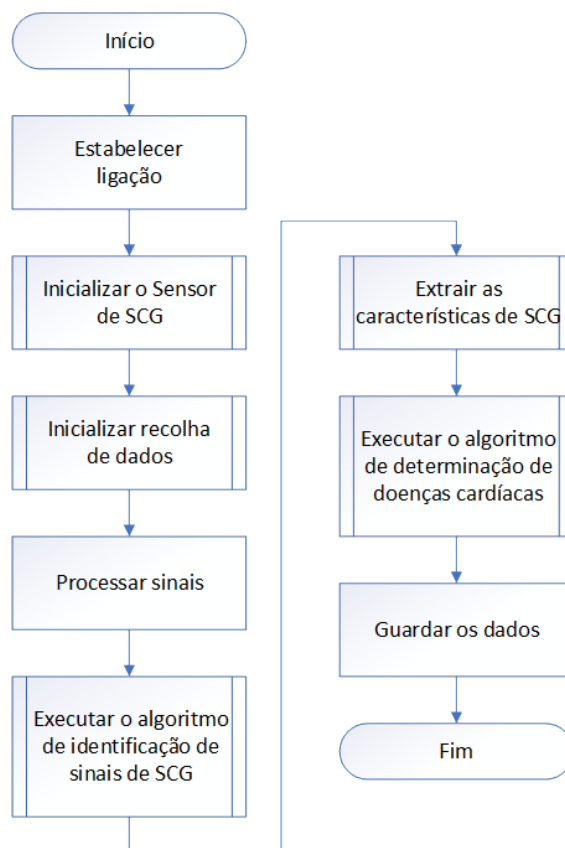 Início
Estabelecer
ligação
Inicializar o Sensor
de SCG
Inicializar recolha
de dados
Processar sinais
Executar o algoritmo
de identificação de
sinais de SCG
Extrair as
características de SCG
Executar o algoritmo
de determinação de
doenças cardíacas
Guardar os dados
Fim